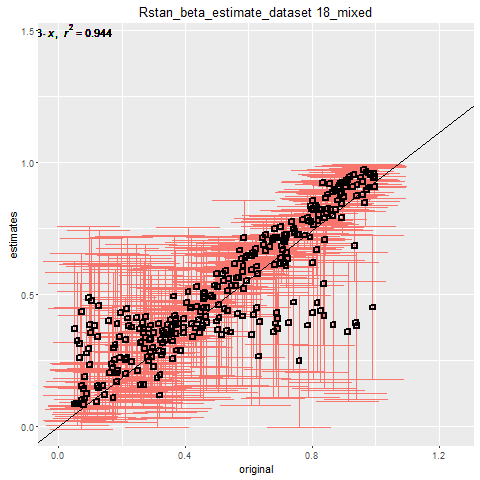 Rstan_beta_estimate_dataset 18_mixed
1.5
3· x, r² = 0.944
1.0
estimates
0.5
0.0
0.0 0.4 0.8 1.2
original